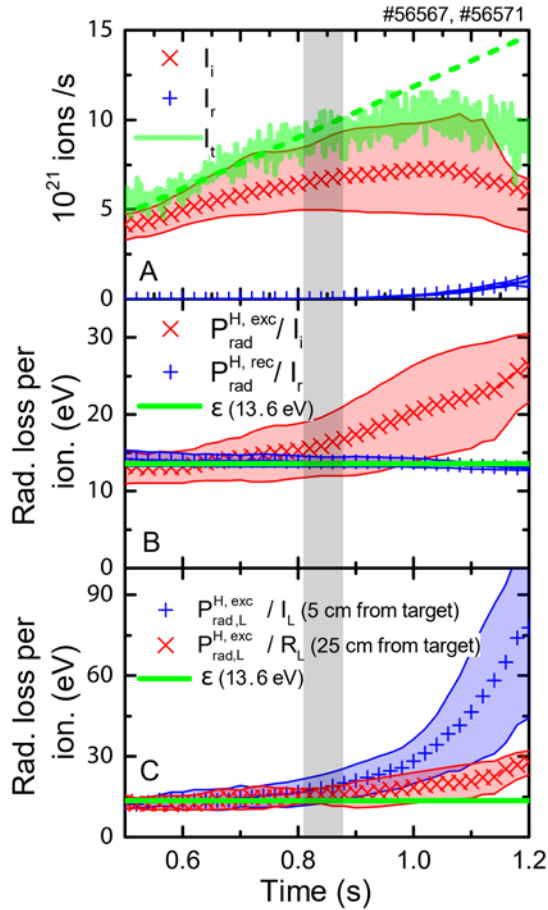 #56567, #56571
15
10
5
0
10²¹ ions /s
I_i
I_r
I_t
A
30
20
10
0
Rad. loss per
ion. (eV)
P_rad^H, exc / I_i
P_rad^H, rec / I_r
ε (13.6 eV)
B
90
60
30
0
Rad. loss per
ion. (eV)
P_rad,L^H, exc / I_L (5 cm from target)
P_rad,L^H, exc / R_L (25 cm from target)
ε (13.6 eV)
C
0.6 0.8 1.0 1.2
Time (s)